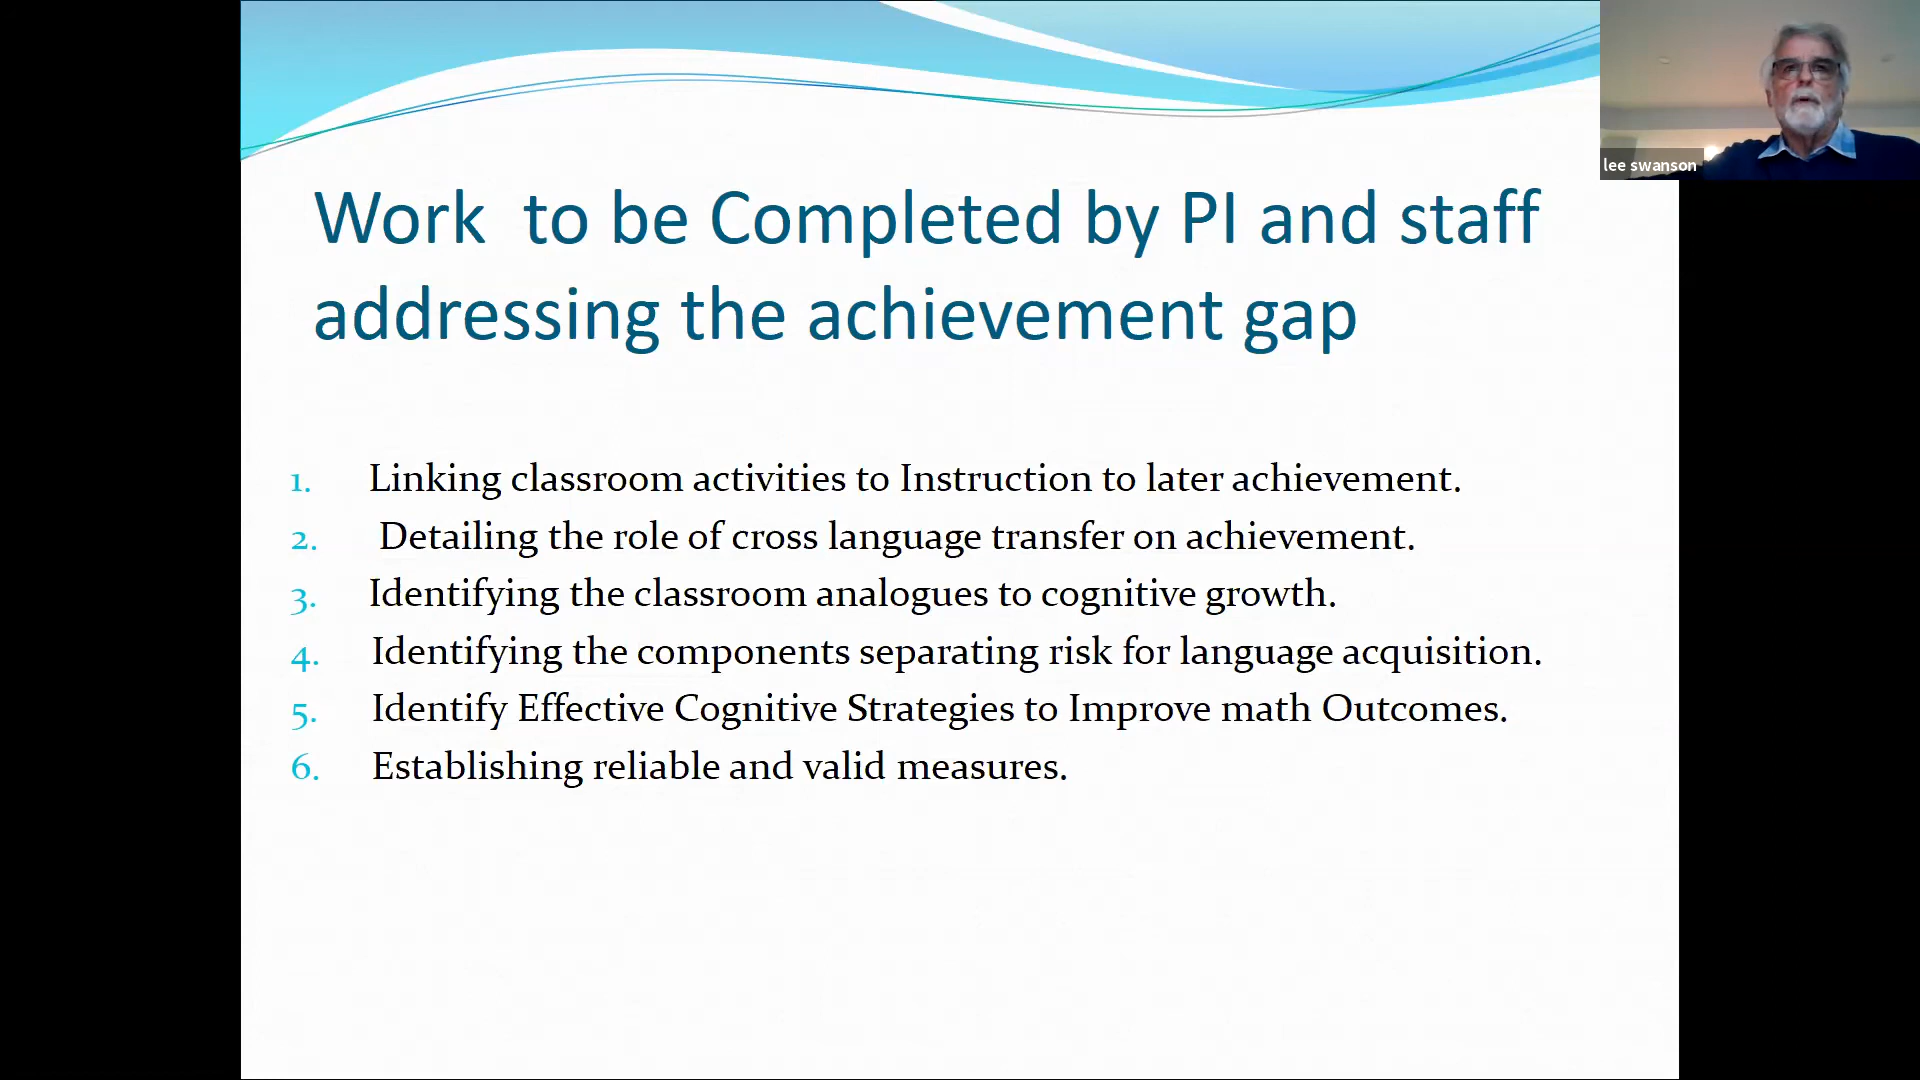 lee swanson
Work to be Completed by PI and staff
addressing the achievement gap
1. Linking classroom activities to Instruction to later achievement.
2. Detailing the role of cross language transfer on achievement.
3. Identifying the classroom analogues to cognitive growth.
4. Identifying the components separating risk for language acquisition.
5. Identify Effective Cognitive Strategies to Improve math Outcomes.
6. Establishing reliable and valid measures.